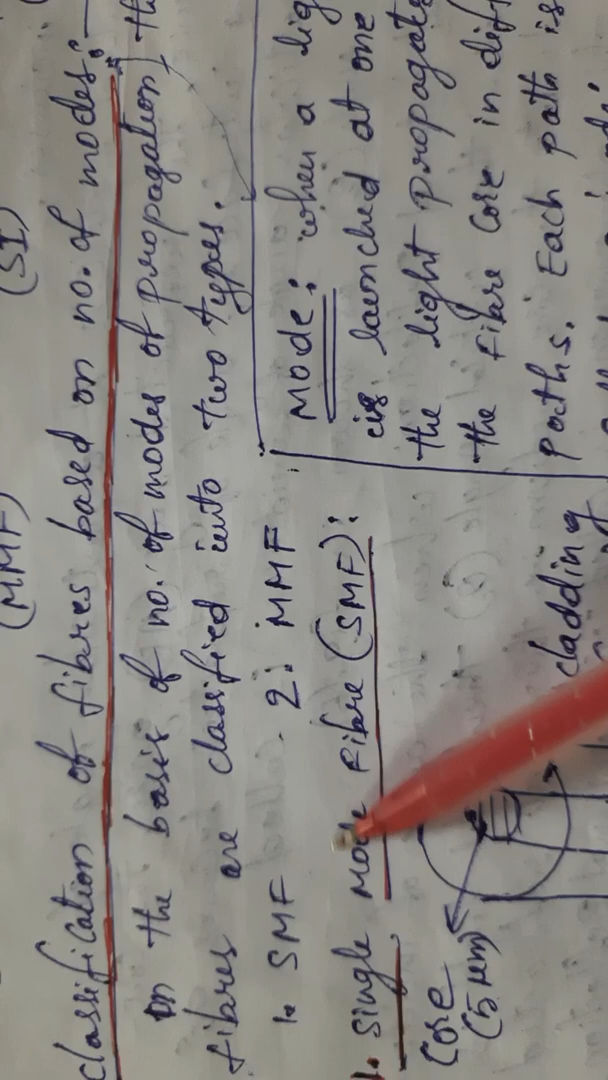 (MMF) (SI)
Classification of fibres based on no. of modes:-
On the basis of no. of modes of propagation, the
fibres are classified into two types.
1. SMF 2: MMF
Mode: when a lig
is launched at one
the light propagate
the fibre core in diff
paths. Each path is
1. Single Mode Fibre (SMF):
Core
(5 μm)
cladding